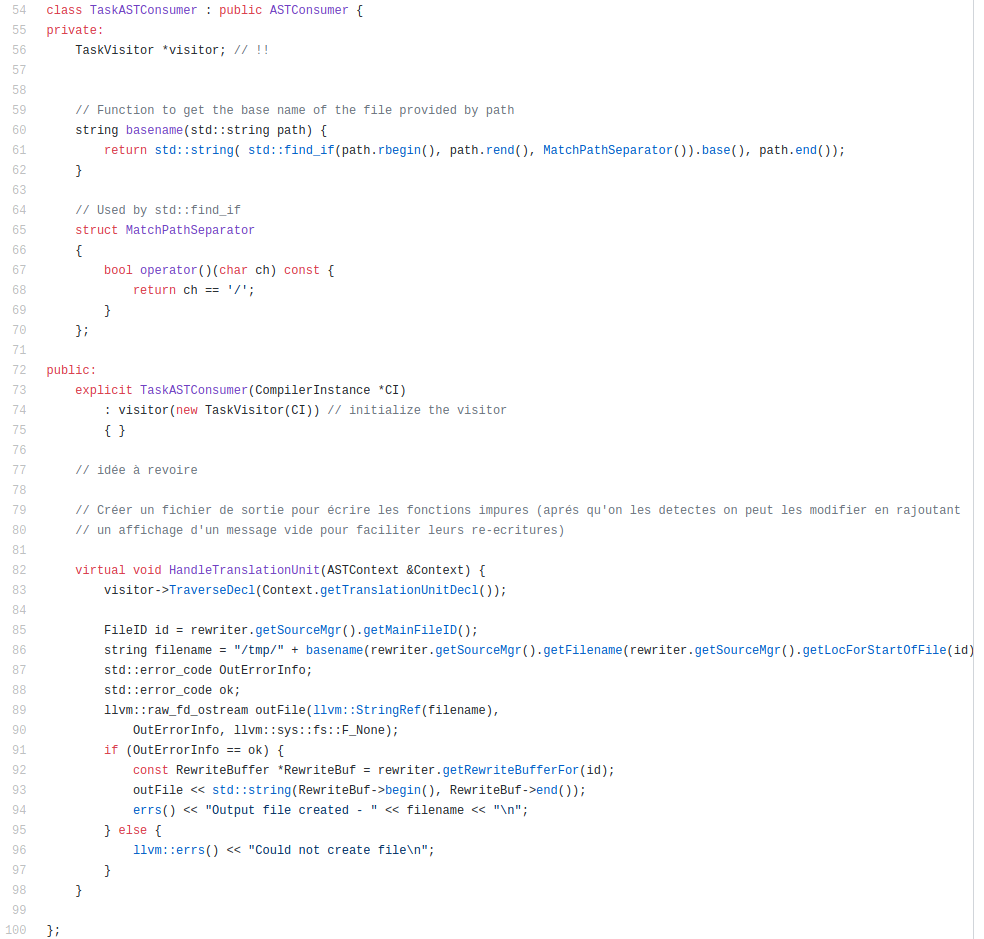 54 class TaskASTConsumer : public ASTConsumer {
55 private:
56     TaskVisitor *visitor; // !!
57
58
59     // Function to get the base name of the file provided by path
60     string basename(std::string path) {
61         return std::string( std::find_if(path.rbegin(), path.rend(), MatchPathSeparator()).base(), path.end());
62     }
63
64     // Used by std::find_if
65     struct MatchPathSeparator
66     {
67         bool operator()(char ch) const {
68             return ch == '/';
69         }
70     };
71
72 public:
73     explicit TaskASTConsumer(CompilerInstance *CI)
74         : visitor(new TaskVisitor(CI)) // initialize the visitor
75         { }
76
77     // idée à revoire
78
79     // Créer un fichier de sortie pour écrire les fonctions impures (aprés qu'on les detectes on peut les modifier en rajoutant
80     // un affichage d'un message vide pour faciliter leurs re-ecritures)
81
82     virtual void HandleTranslationUnit(ASTContext &Context) {
83         visitor->TraverseDecl(Context.getTranslationUnitDecl());
84
85         FileID id = rewriter.getSourceMgr().getMainFileID();
86         string filename = "/tmp/" + basename(rewriter.getSourceMgr().getFilename(rewriter.getSourceMgr().getLocForStartOfFile(id)
87         std::error_code OutErrorInfo;
88         std::error_code ok;
89         llvm::raw_fd_ostream outFile(llvm::StringRef(filename),
90             OutErrorInfo, llvm::sys::fs::F_None);
91         if (OutErrorInfo == ok) {
92             const RewriteBuffer *RewriteBuf = rewriter.getRewriteBufferFor(id);
93             outFile << std::string(RewriteBuf->begin(), RewriteBuf->end());
94             errs() << "Output file created - " << filename << "\n";
95         } else {
96             llvm::errs() << "Could not create file\n";
97         }
98     }
99
100 };